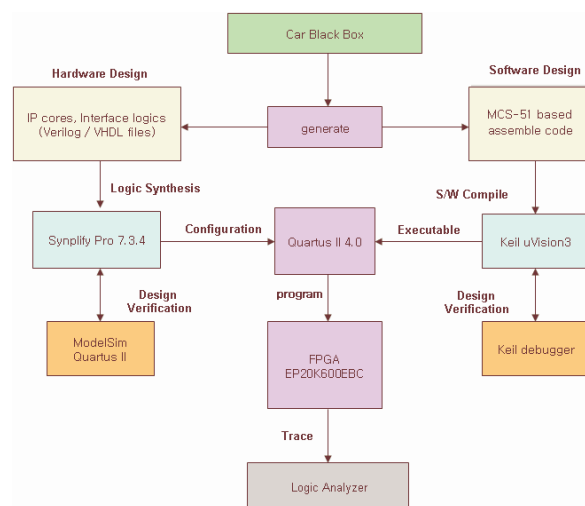 Car Black Box
Hardware Design
Software Design
IP cores, Interface logics
(Verilog / VHDL files)
generate
MCS-51 based
assemble code
Logic Synthesis
S/W Compile
Synplify Pro 7.3.4
Configuration
Quartus II 4.0
Executable
Keil uVision3
Design
Verification
program
Design
Verification
ModelSim
Quartus II
FPGA
EP20K600EBC
Keil debugger
Trace
Logic Analyzer